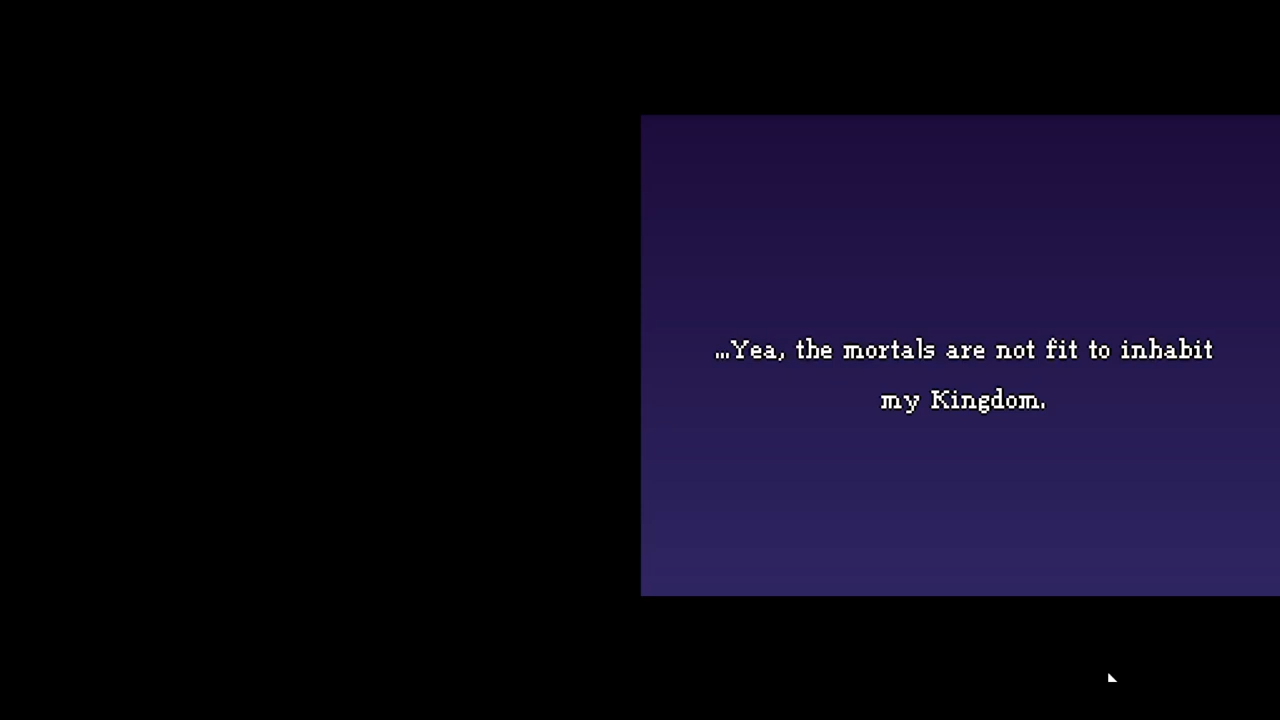 ...Yea, the mortals are not fit to inhabit
my Kingdom.